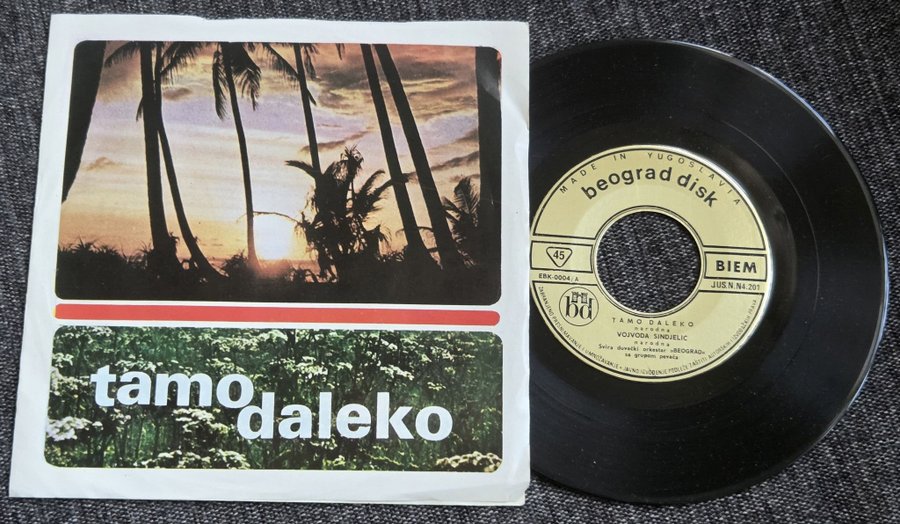 tamo
daleko
MADE IN YUGOSLAVIA
beograd disk
45
BIEM
EBK-0004/A
JUS.N.N4.201
bd
TAMO DALEKO
narodna
VOJVODA SINDJELIC
narodna
Svira duvački orkestar »BEOGRAD«
sa grupom pevača